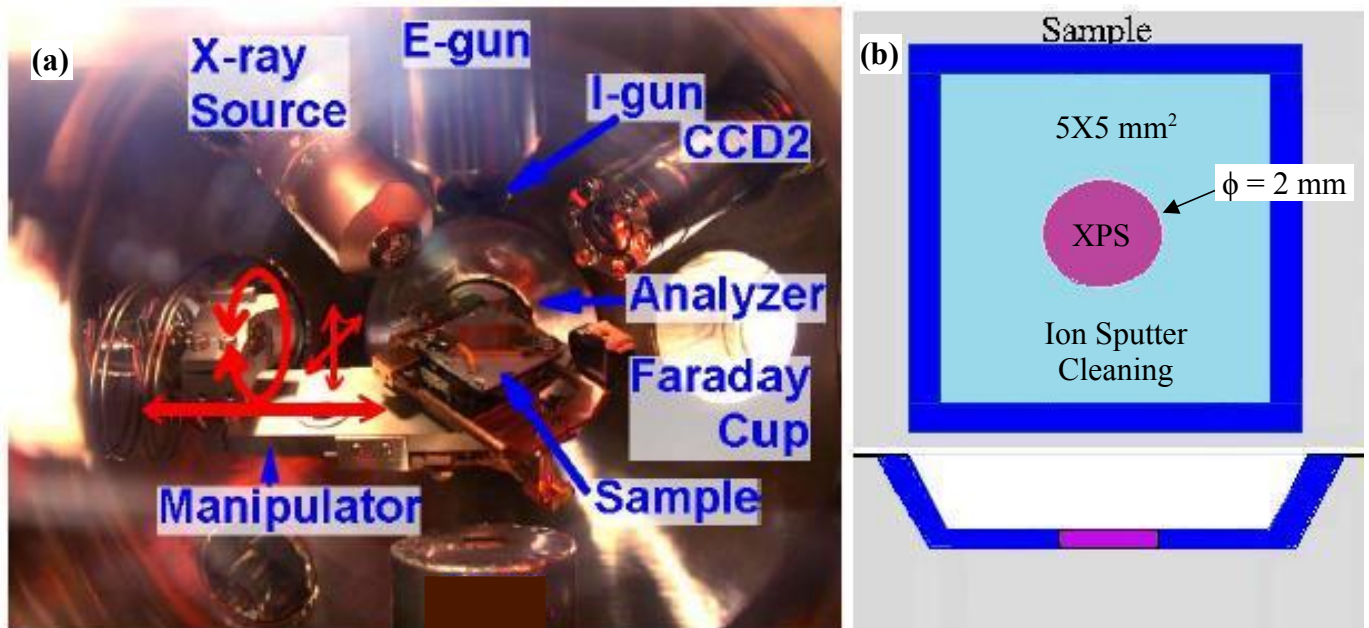 (a)
X-ray
Source
E-gun
I-gun
CCD2
Analyzer
Faraday
Cup
Sample
Manipulator
(b)
Sample
5X5 mm²
ϕ = 2 mm
XPS
Ion Sputter
Cleaning